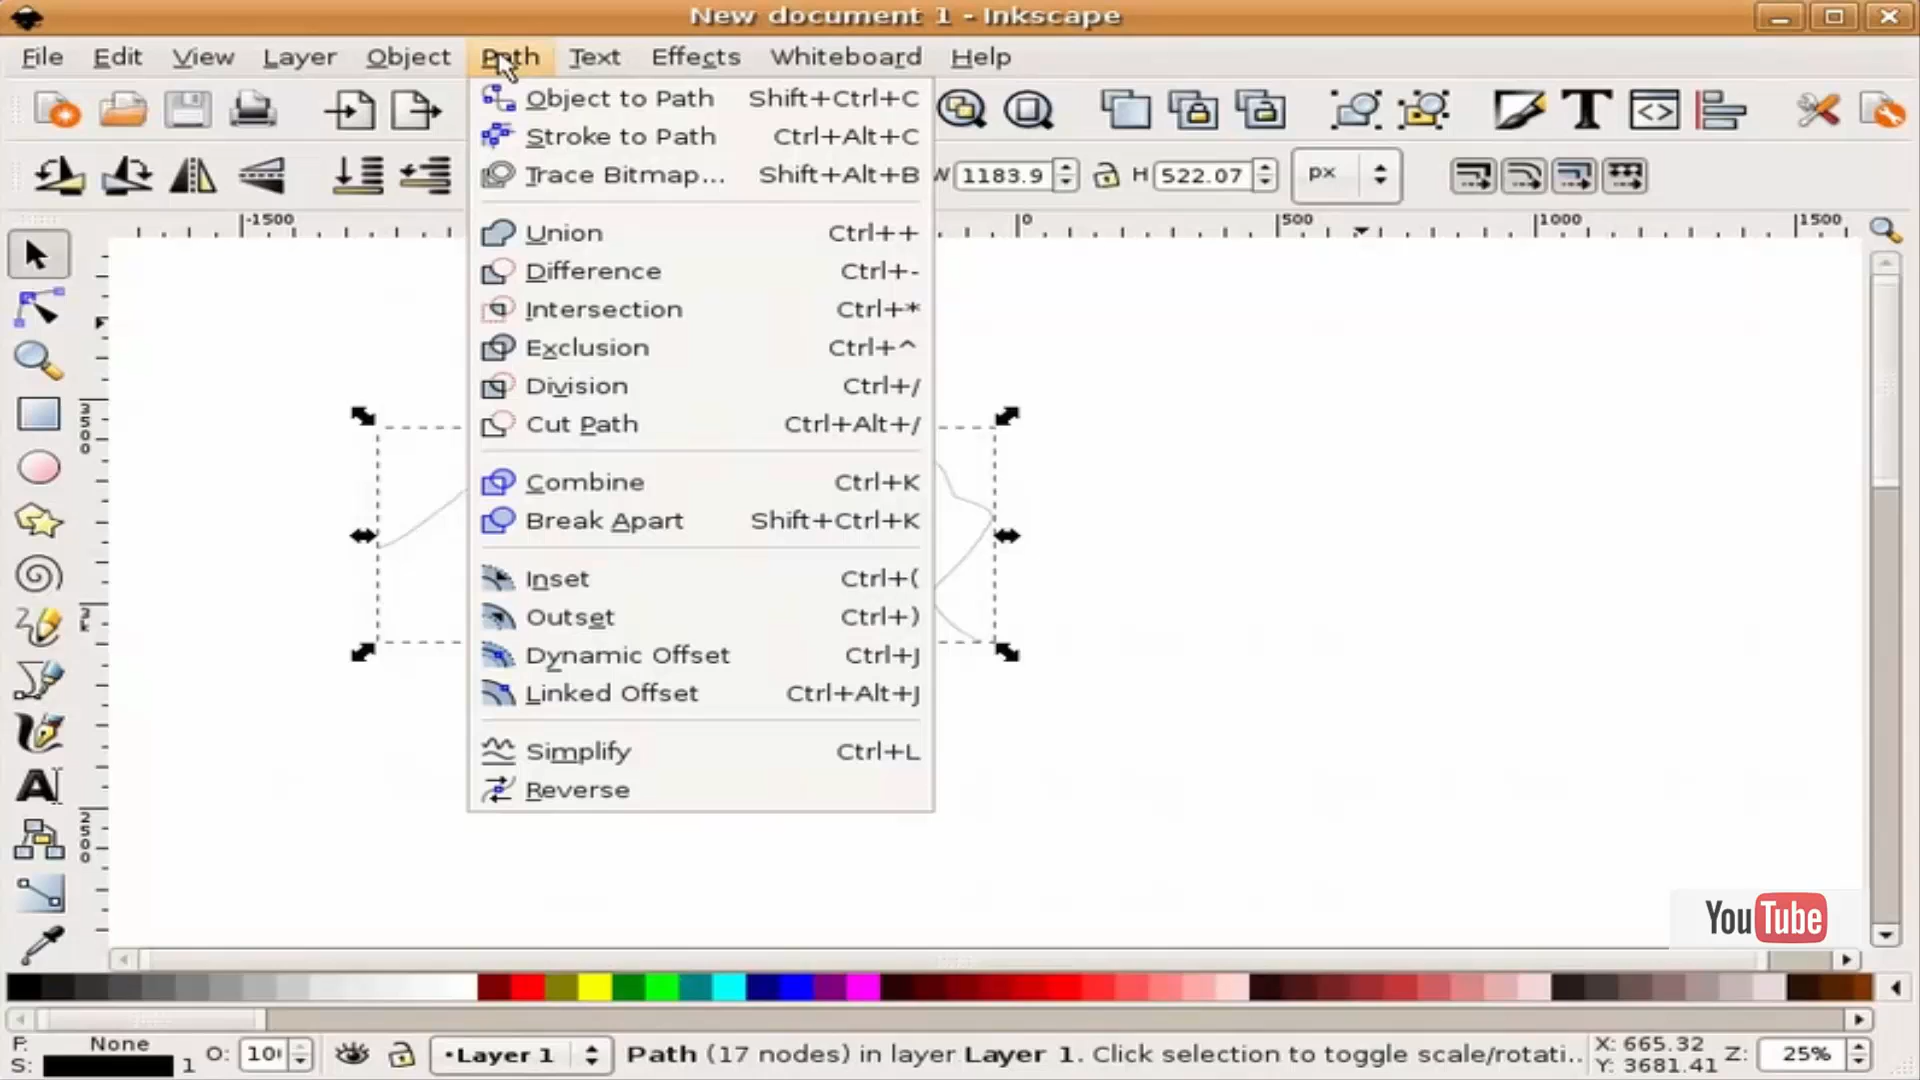 New document 1 - Inkscape
File Edit View Layer Object Path Text Effects Whiteboard Help
Object to Path Shift+Ctrl+C
Stroke to Path Ctrl+Alt+C
Trace Bitmap... Shift+Alt+B
W 1183.9 H 522.07 px
-1500 0 500 1000 1500
Union Ctrl++
Difference Ctrl+-
Intersection Ctrl+*
Exclusion Ctrl+^
Division Ctrl+/
Cut Path Ctrl+Alt+/
Combine Ctrl+K
Break Apart Shift+Ctrl+K
Inset Ctrl+(
Outset Ctrl+)
Dynamic Offset Ctrl+J
Linked Offset Ctrl+Alt+J
Simplify Ctrl+L
Reverse
3500
2500
YouTube
F: None
S: 1 O: 10
•Layer 1
Path (17 nodes) in layer Layer 1. Click selection to toggle scale/rotati..
X: 665.32
Y: 3681.41
Z: 25%